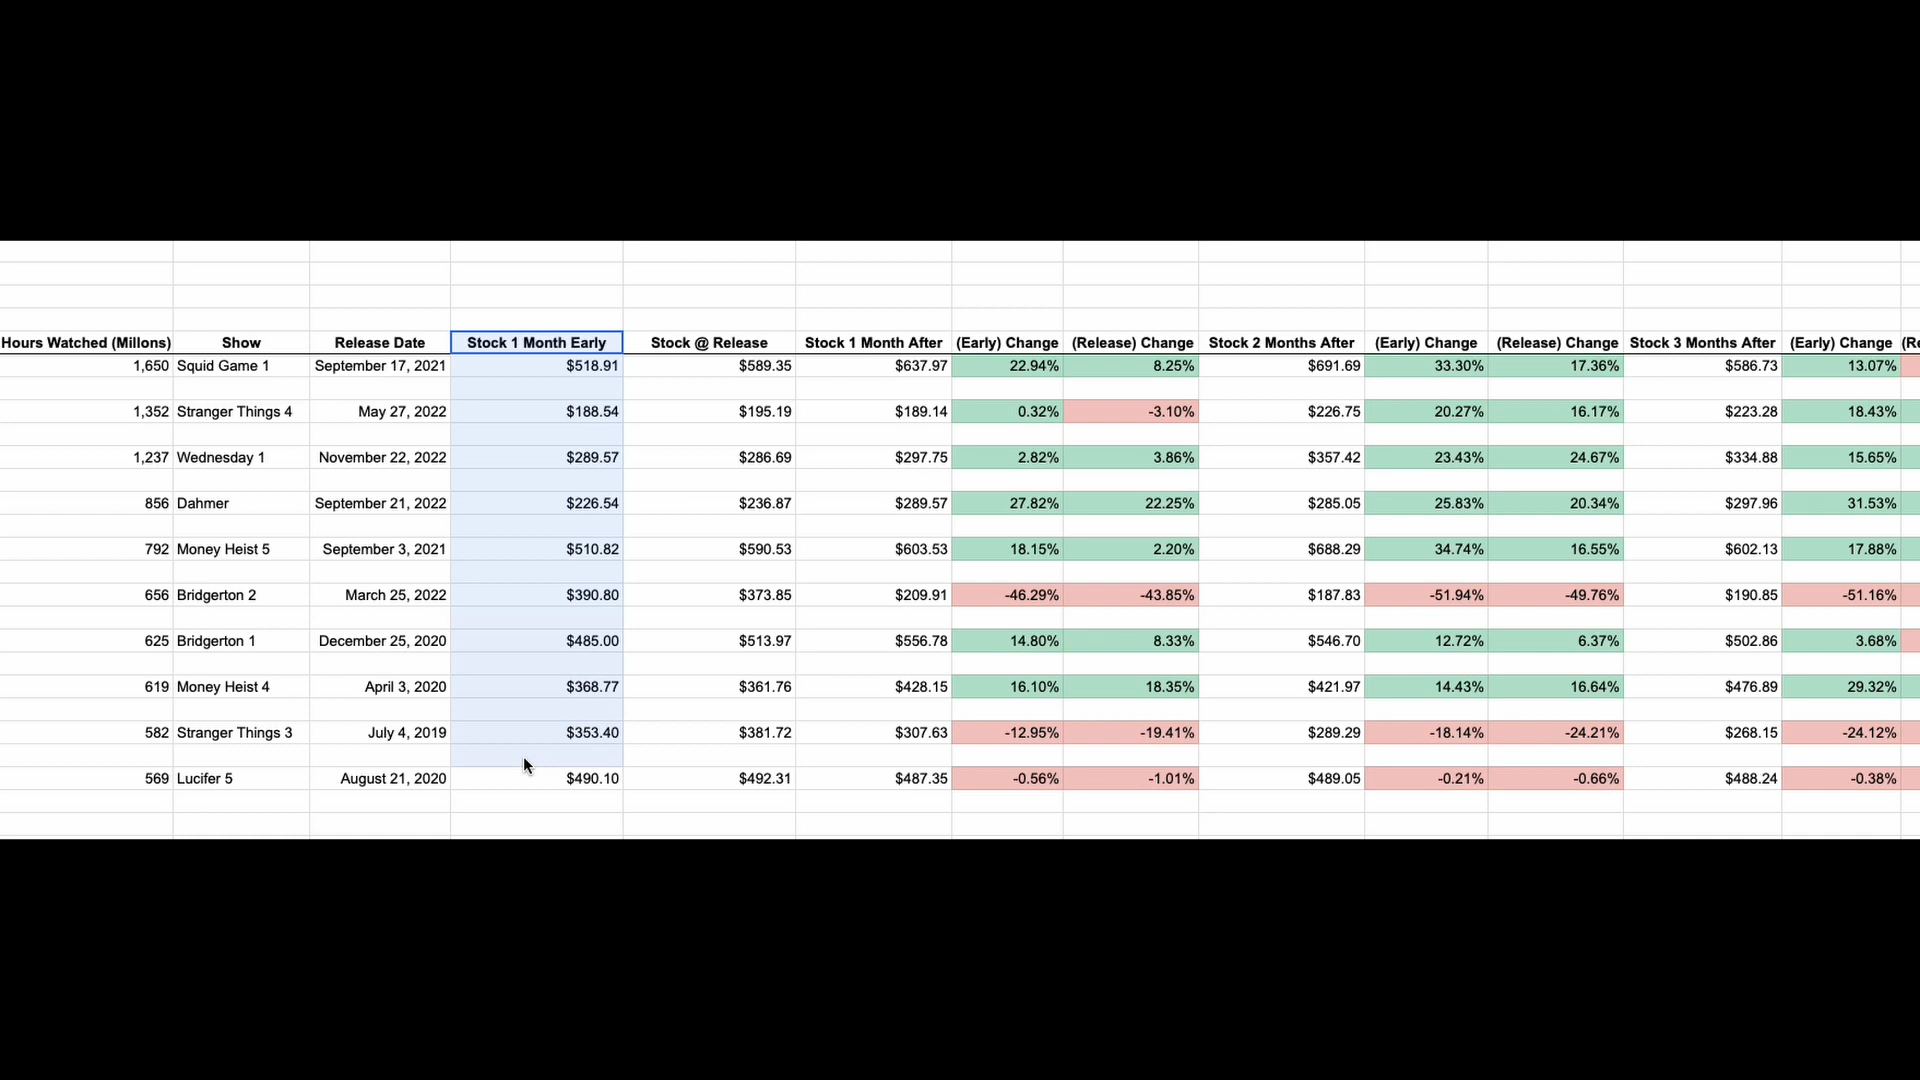 Hours Watched (Millons) Show Release Date Stock 1 Month Early Stock @ Release Stock 1 Month After (Early) Change (Release) Change Stock 2 Months After (Early) Change (Release) Change Stock 3 Months After (Early) Change
1,650 Squid Game 1 September 17, 2021 $518.91 $589.35 $637.97 22.94% 8.25% $691.69 33.30% 17.36% $586.73 13.07%
1,352 Stranger Things 4 May 27, 2022 $188.54 $195.19 $189.14 0.32% -3.10% $226.75 20.27% 16.17% $223.28 18.43%
1,237 Wednesday 1 November 22, 2022 $289.57 $286.69 $297.75 2.82% 3.86% $357.42 23.43% 24.67% $334.88 15.65%
856 Dahmer September 21, 2022 $226.54 $236.87 $289.57 27.82% 22.25% $285.05 25.83% 20.34% $297.96 31.53%
792 Money Heist 5 September 3, 2021 $510.82 $590.53 $603.53 18.15% 2.20% $688.29 34.74% 16.55% $602.13 17.88%
656 Bridgerton 2 March 25, 2022 $390.80 $373.85 $209.91 -46.29% -43.85% $187.83 -51.94% -49.76% $190.85 -51.16%
625 Bridgerton 1 December 25, 2020 $485.00 $513.97 $556.78 14.80% 8.33% $546.70 12.72% 6.37% $502.86 3.68%
619 Money Heist 4 April 3, 2020 $368.77 $361.76 $428.15 16.10% 18.35% $421.97 14.43% 16.64% $476.89 29.32%
582 Stranger Things 3 July 4, 2019 $353.40 $381.72 $307.63 -12.95% -19.41% $289.29 -18.14% -24.21% $268.15 -24.12%
569 Lucifer 5 August 21, 2020 $490.10 $492.31 $487.35 -0.56% -1.01% $489.05 -0.21% -0.66% $488.24 -0.38%